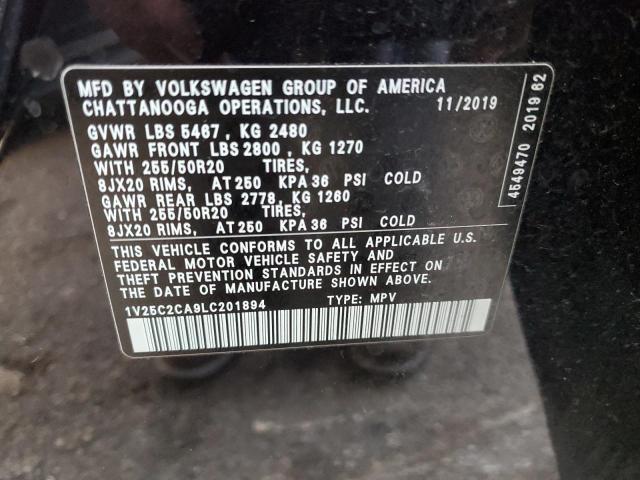 MFD BY VOLKSWAGEN GROUP OF AMERICA
CHATTANOOGA OPERATIONS, LLC. 11/2019
GVWR LBS 5467 , KG 2480
GAWR FRONT LBS 2800 , KG 1270
WITH 255/50R20 TIRES,
8JX20 RIMS, AT 250 KPA 36 PSI COLD
GAWR REAR LBS 2778, KG 1260
WITH 255/50R20 TIRES,
8JX20 RIMS, AT 250 KPA 36 PSI COLD
THIS VEHICLE CONFORMS TO ALL APPLICABLE U.S.
FEDERAL MOTOR VEHICLE SAFETY AND
THEFT PREVENTION STANDARDS IN EFFECT ON
THE DATE OF MANUFACTURE SHOWN ABOVE.
1V25C2CA9LC201894 TYPE: MPV
4549470 2019 62